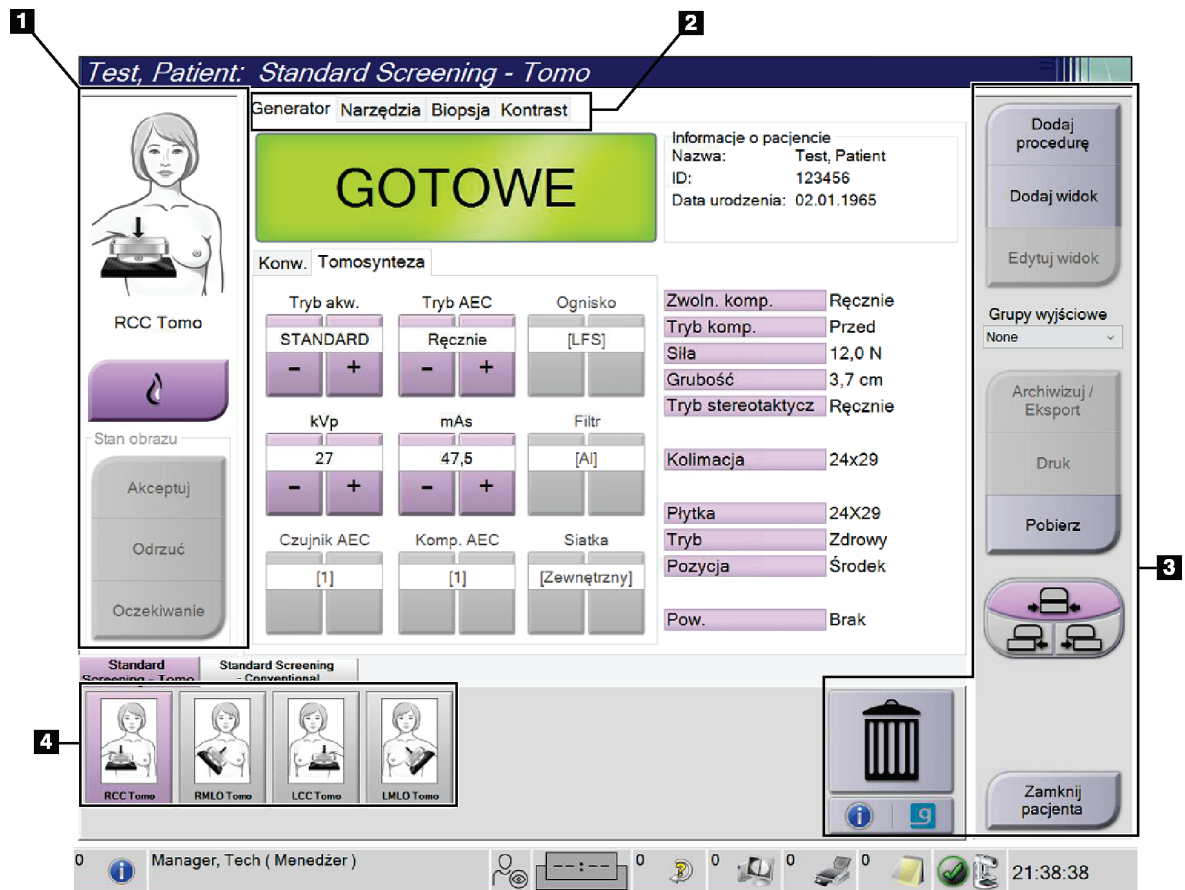 1
2
Test, Patient: Standard Screening - Tomo
Generator Narzędzia Biopsja Kontrast
GOTOWE
Informacje o pacjencie
Nazwa: Test, Patient
ID: 123456
Data urodzenia: 02.01.1965
RCC Tomo
Stan obrazu
Akceptuj
Odrzuć
Oczekiwanie
Konw. Tomosynteza
Tryb akw. Tryb AEC Ognisko
STANDARD Ręcznie [LFS]
- + - +
kVp mAs Filtr
27 47,5 [Al]
- + - +
Czujnik AEC Komp. AEC Siatka
[1] [1] [Zewnętrzny]
Zwoln. komp. Ręcznie
Tryb komp. Przed
Siła 12,0 N
Grubość 3,7 cm
Tryb stereotaktycz Ręcznie
Kolimacja 24x29
Płytka 24X29
Tryb Zdrowy
Pozycja Środek
Pow. Brak
Dodaj
procedurę
Dodaj widok
Edytuj widok
Grupy wyjściowe
None
Archiwizuj /
Eksport
Druk
Pobierz
3
Zamknij
pacjenta
Standard
Screening - Tomo
Standard Screening
- Conventional
4
RCC Tomo RMLO Tomo LCC Tomo LMLO Tomo
0 Manager, Tech ( Menedżer ) --:-- 0 0 0 0 21:38:38